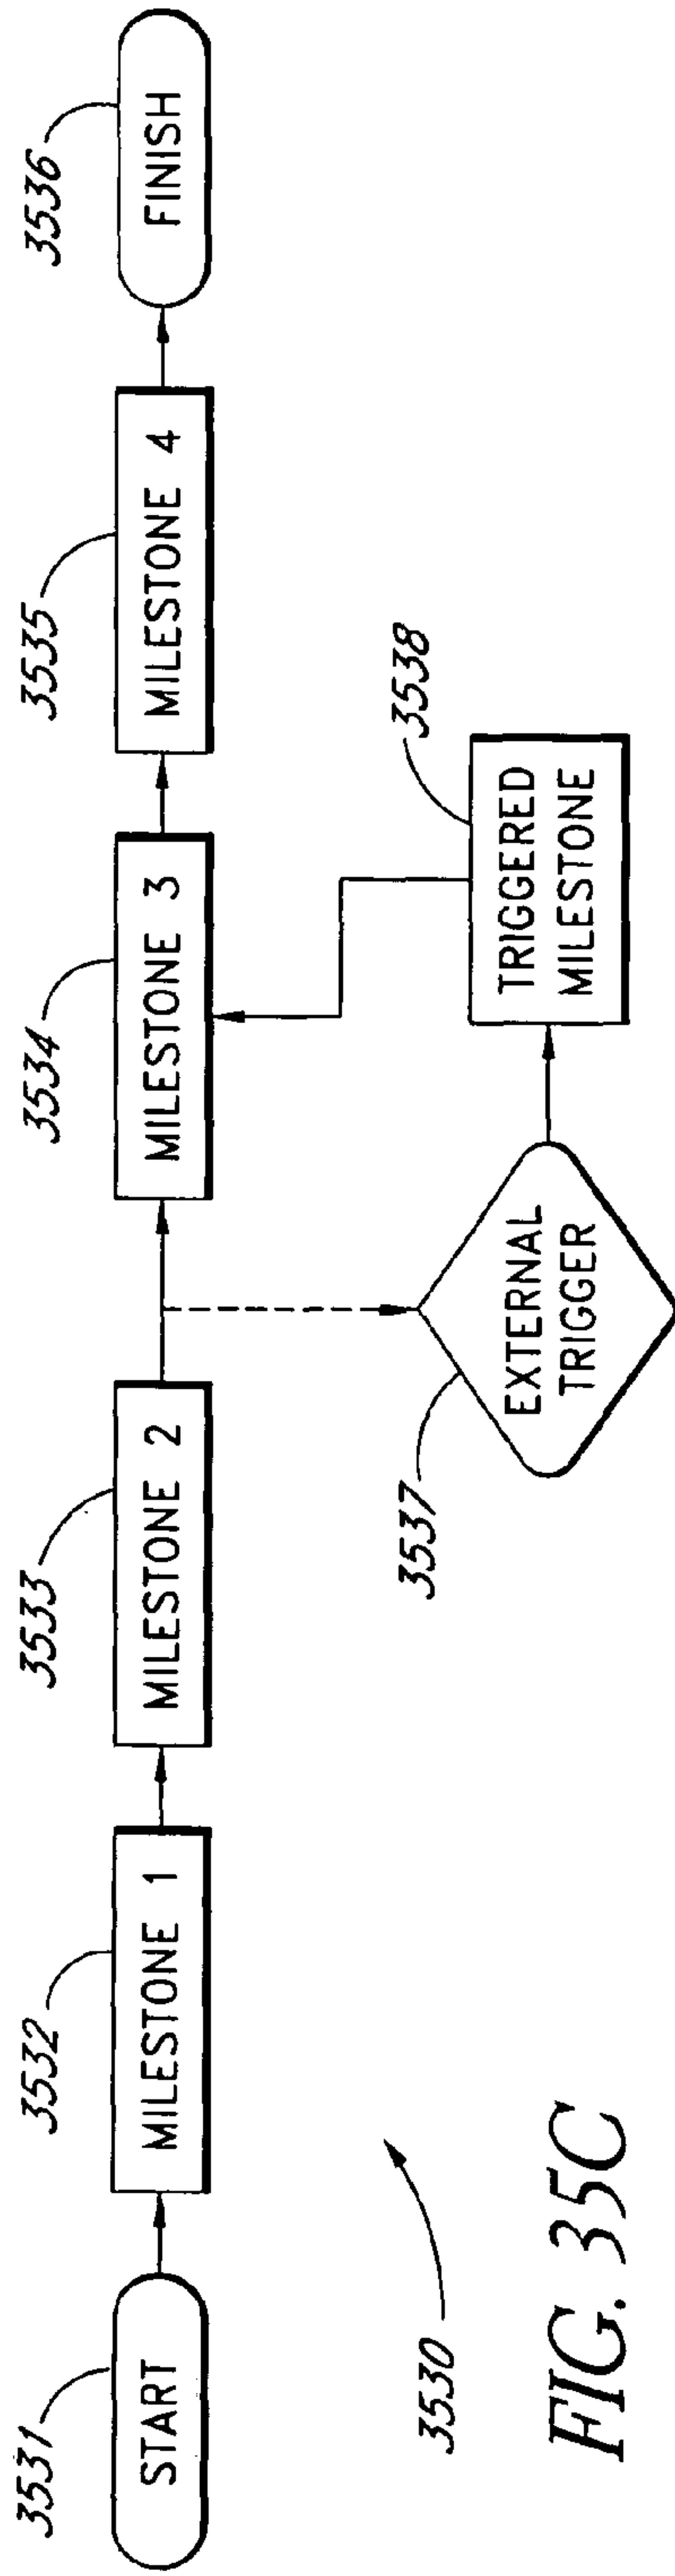 3531
START
3532
MILESTONE 1
3533
MILESTONE 2
3534
MILESTONE 3
3535
MILESTONE 4
3536
FINISH
3537
EXTERNAL
TRIGGER
3538
TRIGGERED
MILESTONE
3530
FIG. 35C